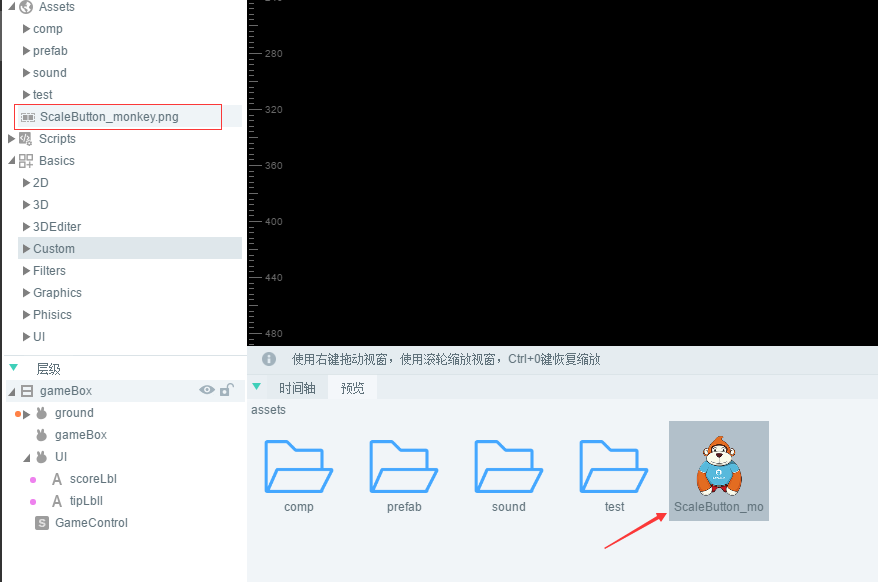 Assets
comp
prefab
sound
test
ScaleButton_monkey.png
Scripts
Basics
2D
3D
3DEditer
Custom
Filters
Graphics
Phisics
UI
层级
gameBox
ground
gameBox
UI
A scoreLbl
A tipLbll
S GameControl
280
320
360
400
440
480
使用右键拖动视窗，使用滚轮缩放视窗，Ctrl+0键恢复缩放
时间轴 预览
assets
comp prefab sound test ScaleButton_mo